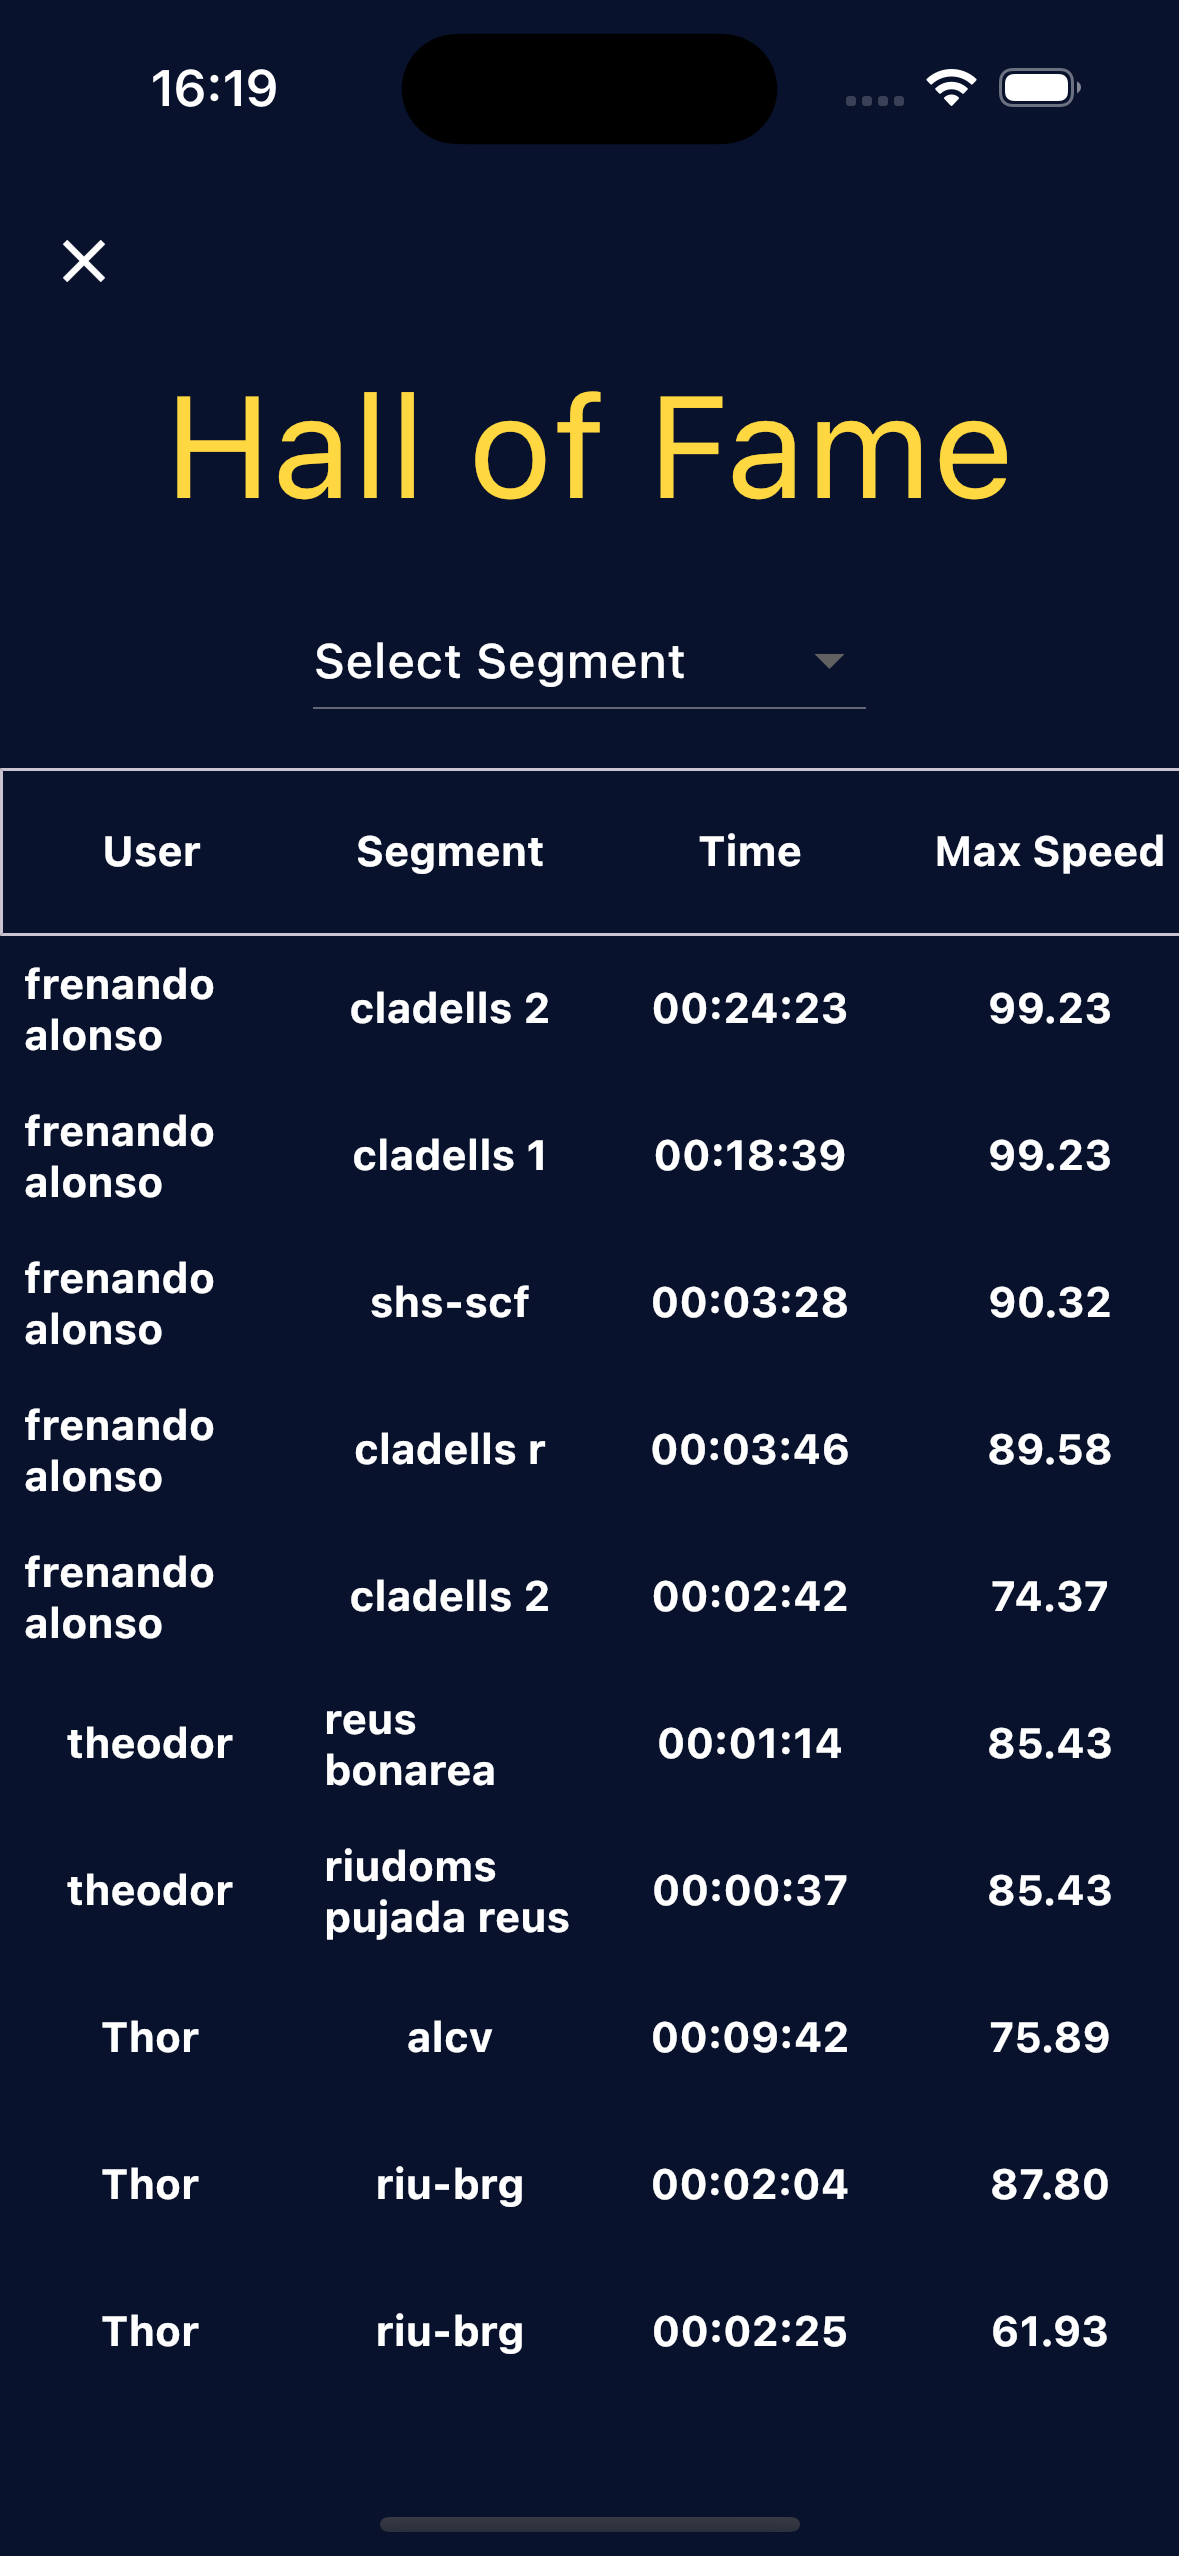 16:19
Hall of Fame
Select Segment
User Segment Time Max Speed
frenando
alonso
cladells 2 00:24:23 99.23
frenando
alonso
cladells 1 00:18:39 99.23
frenando
alonso
shs-scf 00:03:28 90.32
frenando
alonso
cladells r 00:03:46 89.58
frenando
alonso
cladells 2 00:02:42 74.37
theodor
reus
bonarea
00:01:14 85.43
theodor
riudoms
pujada reus
00:00:37 85.43
Thor alcv 00:09:42 75.89
Thor riu-brg 00:02:04 87.80
Thor riu-brg 00:02:25 61.93